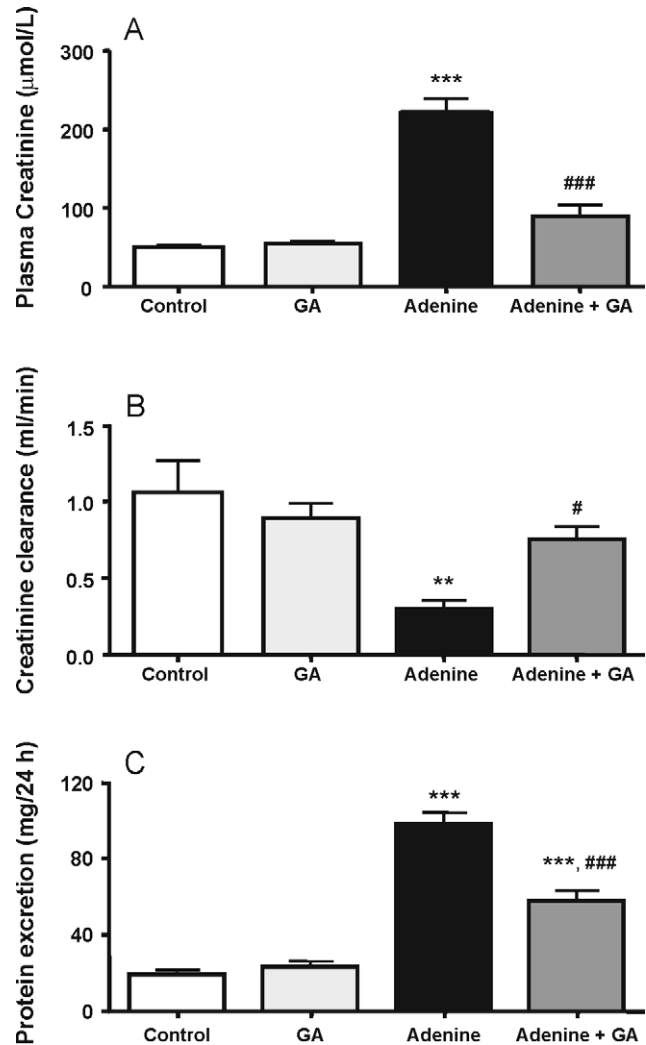 A
Plasma Creatinine (µmol/L)
300
200
100
0
***
###
Control GA Adenine Adenine + GA
B
Creatinine clearance (ml/min)
1.5
1.0
0.5
0.0
**
#
Control GA Adenine Adenine + GA
C
Protein excretion (mg/24 h)
120
80
40
0
***
***, ###
Control GA Adenine Adenine + GA